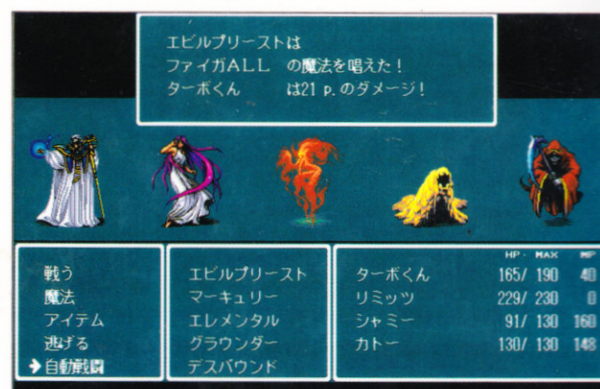 エビルプリーストは
ファイガALL の魔法を唱えた!
ターボくん は21 p.のダメージ!
戦う
魔法
アイテム
逃げる
➔自動戦闘
エビルプリースト
マーキュリー
エレメンタル
グラウンダー
デスバウンド
HP・ MAX MP
ターボくん 165/ 190 40
リミッツ 229/ 230 0
シャミー 91/ 130 160
カトー 130/ 130 148